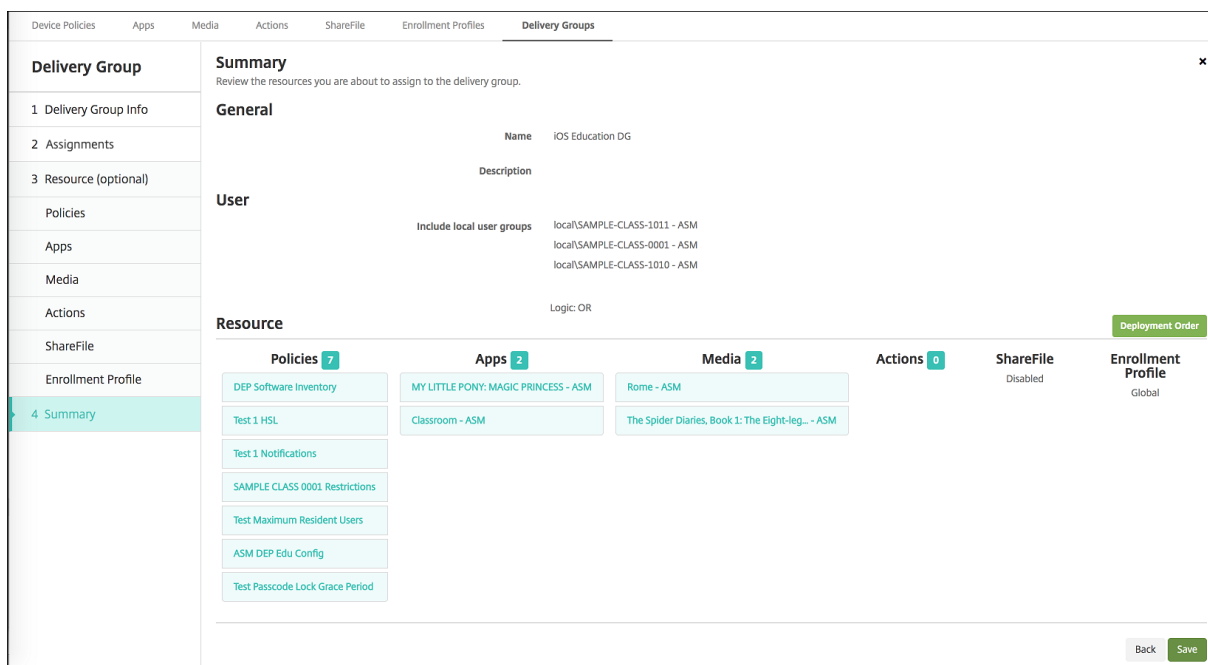 Device Policies Apps Media Actions ShareFile Enrollment Profiles Delivery Groups
Delivery Group
1 Delivery Group Info
2 Assignments
3 Resource (optional)
Policies
Apps
Media
Actions
ShareFile
Enrollment Profile
4 Summary
Summary
×
Review the resources you are about to assign to the delivery group.
General
Name iOS Education DG
Description
User
Include local user groups local\SAMPLE-CLASS-1011 - ASM
local\SAMPLE-CLASS-0001 - ASM
local\SAMPLE-CLASS-1010 - ASM
Logic: OR
Resource
Deployment Order
Policies 7
DEP Software Inventory
Test 1 HSL
Test 1 Notifications
SAMPLE CLASS 0001 Restrictions
Test Maximum Resident Users
ASM DEP Edu Config
Test Passcode Lock Grace Period
Apps 2
MY LITTLE PONY: MAGIC PRINCESS - ASM
Classroom - ASM
Media 2
Rome - ASM
The Spider Diaries, Book 1: The Eight-leg... - ASM
Actions 0
ShareFile
Disabled
Enrollment
Profile
Global
Back Save